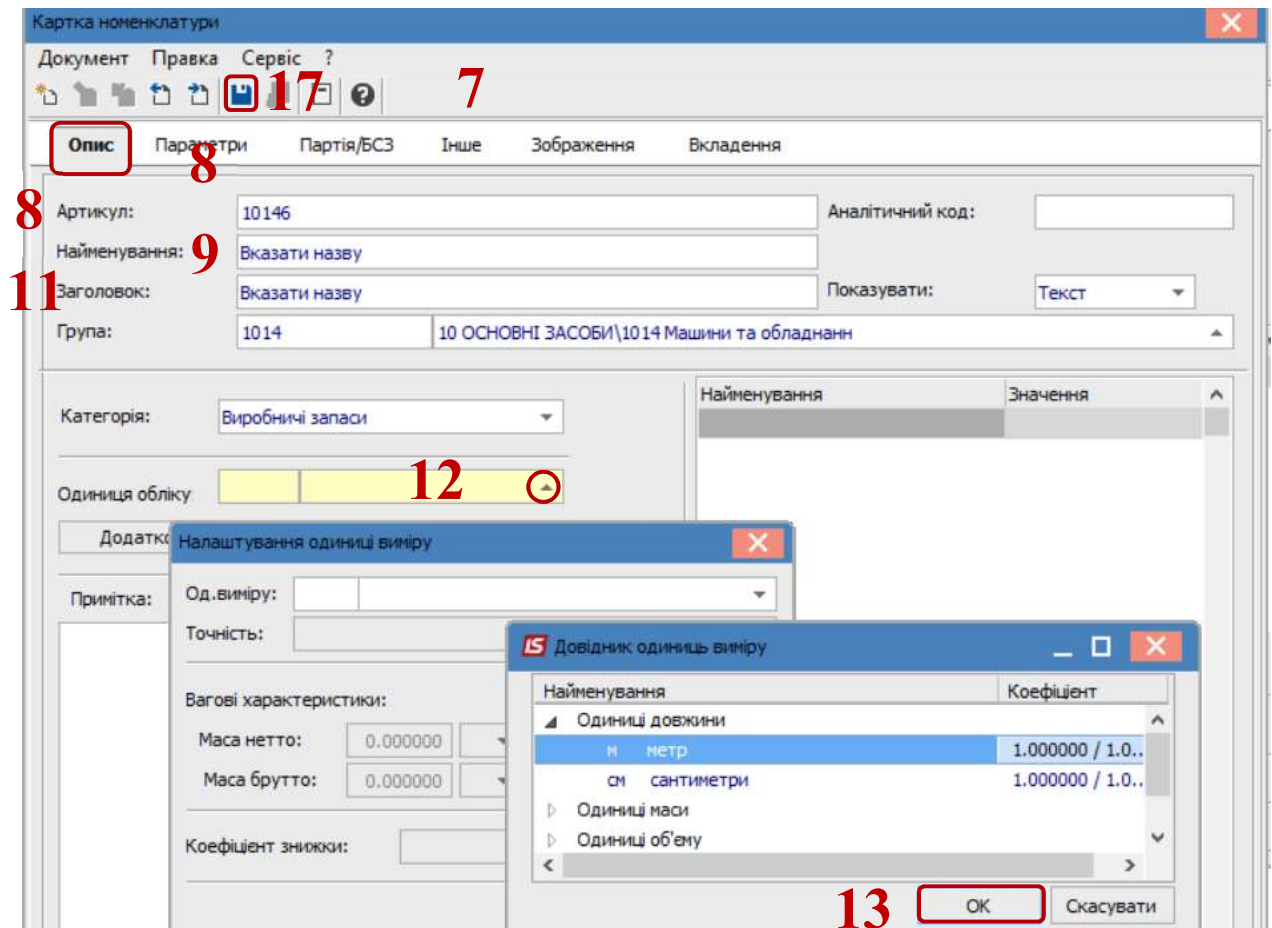 Картка номенклатури
Документ Правка Сервіс ?
17 7
Опис Параметри Партія/БСЗ Інше Зображення Вкладення
8
8 Артикул: 10146 Аналітичний код:
Найменування: 9 Вказати назву
11 Заголовок: Вказати назву Показувати: Текст
Група: 1014 10 ОСНОВНІ ЗАСОБИ\1014 Машини та обладнанн
Найменування Значення
Категорія: Виробничі запаси
Одиниця обліку 12
Додатко
Налаштування одиниці виміру
Примітка:
Од.виміру:
Точність:
Довідник одиниць виміру
Вагові характеристики:
Найменування Коефіцієнт
Одиниці довжини
Маса нетто: 0.000000
м метр 1.000000 / 1.0..
Маса брутто: 0.000000
см сантиметри 1.000000 / 1.0..
Одиниці маси
Коефіцієнт знижки:
Одиниці об'єму
13 OK Скасувати